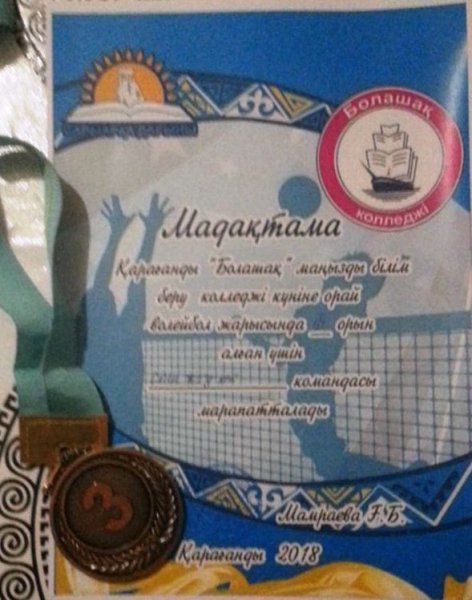 Болашақ
колледжі
Мадақтама
Қарағанды "Болашақ" маңызды білім
беру колледжі күніне орай
волейбол жарысында орын
алған үшін
командасы
марапатталады
3
Мамраева Ғ.Б.
Қарағанды 2018